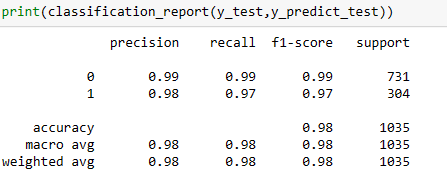 print(classification_report(y_test,y_predict_test))
precision recall f1-score support
0 0.99 0.99 0.99 731
1 0.98 0.97 0.97 304
accuracy 0.98 1035
macro avg 0.98 0.98 0.98 1035
weighted avg 0.98 0.98 0.98 1035